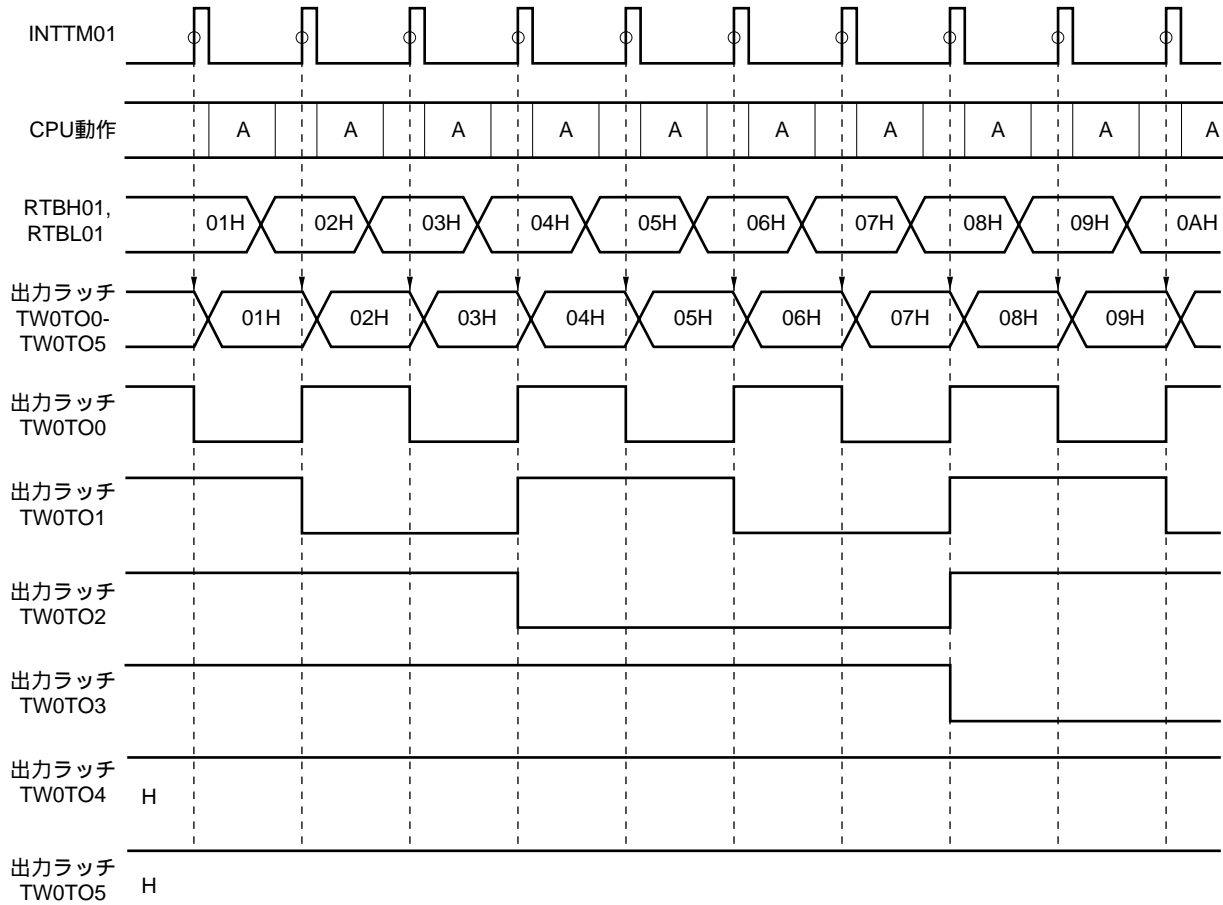 INTTM01
CPU動作
A A A A A A A A A A
RTBH01,
RTBL01
01H 02H 03H 04H 05H 06H 07H 08H 09H 0AH
出力ラッチ
TW0TO0-
TW0TO5
01H 02H 03H 04H 05H 06H 07H 08H 09H
出力ラッチ
TW0TO0
出力ラッチ
TW0TO1
出力ラッチ
TW0TO2
出力ラッチ
TW0TO3
出力ラッチ
TW0TO4
H
出力ラッチ
TW0TO5
H